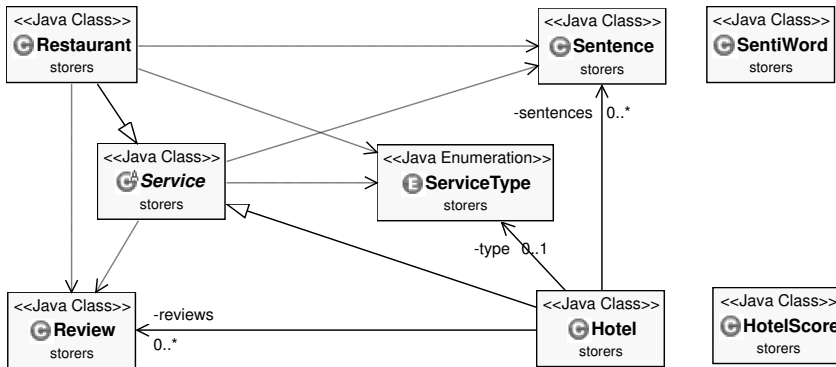 <<Java Class>>
Restaurant
storers
<<Java Class>>
Sentence
storers
<<Java Class>>
SentiWord
storers
-sentences 0..*
<<Java Class>>
Service
storers
<<Java Enumeration>>
ServiceType
storers
-type 0..1
<<Java Class>>
Review
storers
-reviews
0..*
<<Java Class>>
Hotel
storers
<<Java Class>>
HotelScore
storers